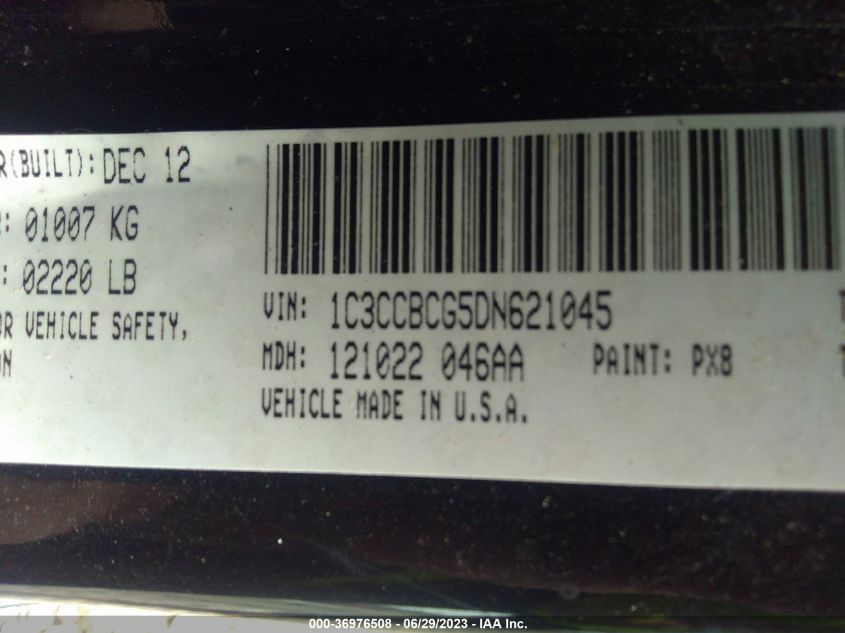 R(BUILT): DEC 12
: 01007 KG
: 02220 LB
OR VEHICLE SAFETY,
ON
VIN: 1C3CCBCG5DN621045
MDH: 121022 046AA PAINT: PX8
VEHICLE MADE IN U.S.A.
000-36976508 - 06/29/2023 - IAA Inc.